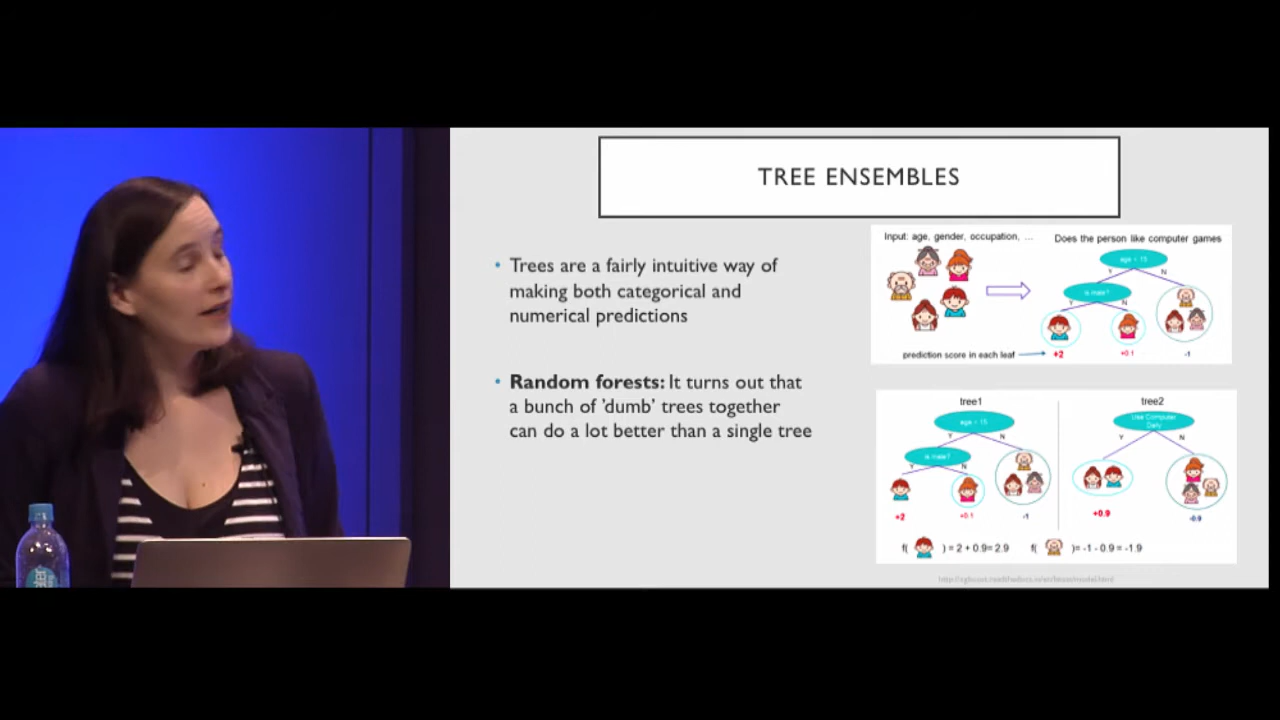 TREE ENSEMBLES
• Trees are a fairly intuitive way of
making both categorical and
numerical predictions
• Random forests: It turns out that
a bunch of 'dumb' trees together
can do a lot better than a single tree
Input: age, gender, occupation, ...
Does the person like computer games
age < 15
Y N
is male?
Y N
prediction score in each leaf
+2 +0.1 -1
tree1
age < 15
Y N
is male?
Y N
+2 +0.1 -1
tree2
Use Computer
Daily
Y N
+0.9 -0.9
f( ) = 2 + 0.9= 2.9 f( )= -1 - 0.9= -1.9